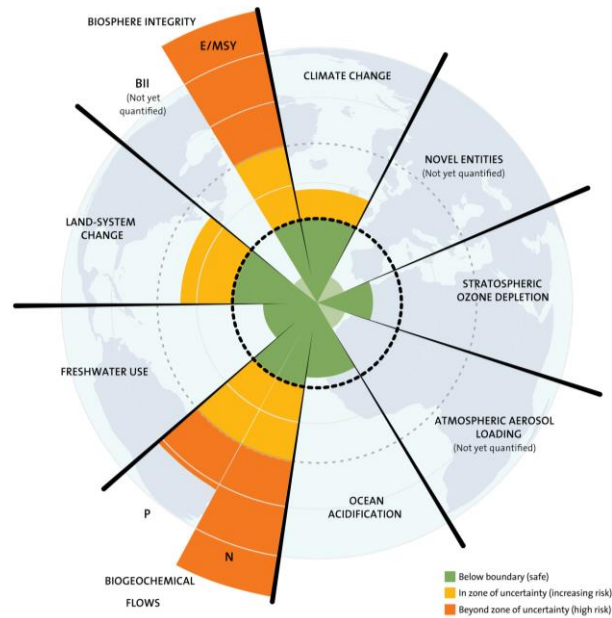 BIOSPHERE INTEGRITY
E/MSY
CLIMATE CHANGE
BII
(Not yet
quantified)
NOVEL ENTITIES
(Not yet quantified)
LAND-SYSTEM
CHANGE
STRATOSPHERIC
OZONE DEPLETION
FRESHWATER USE
ATMOSPHERIC AEROSOL
LOADING
(Not yet quantified)
OCEAN
ACIDIFICATION
P
N
BIOGEOCHEMICAL
FLOWS
Below boundary (safe)
In zone of uncertainty (increasing risk)
Beyond zone of uncertainty (high risk)